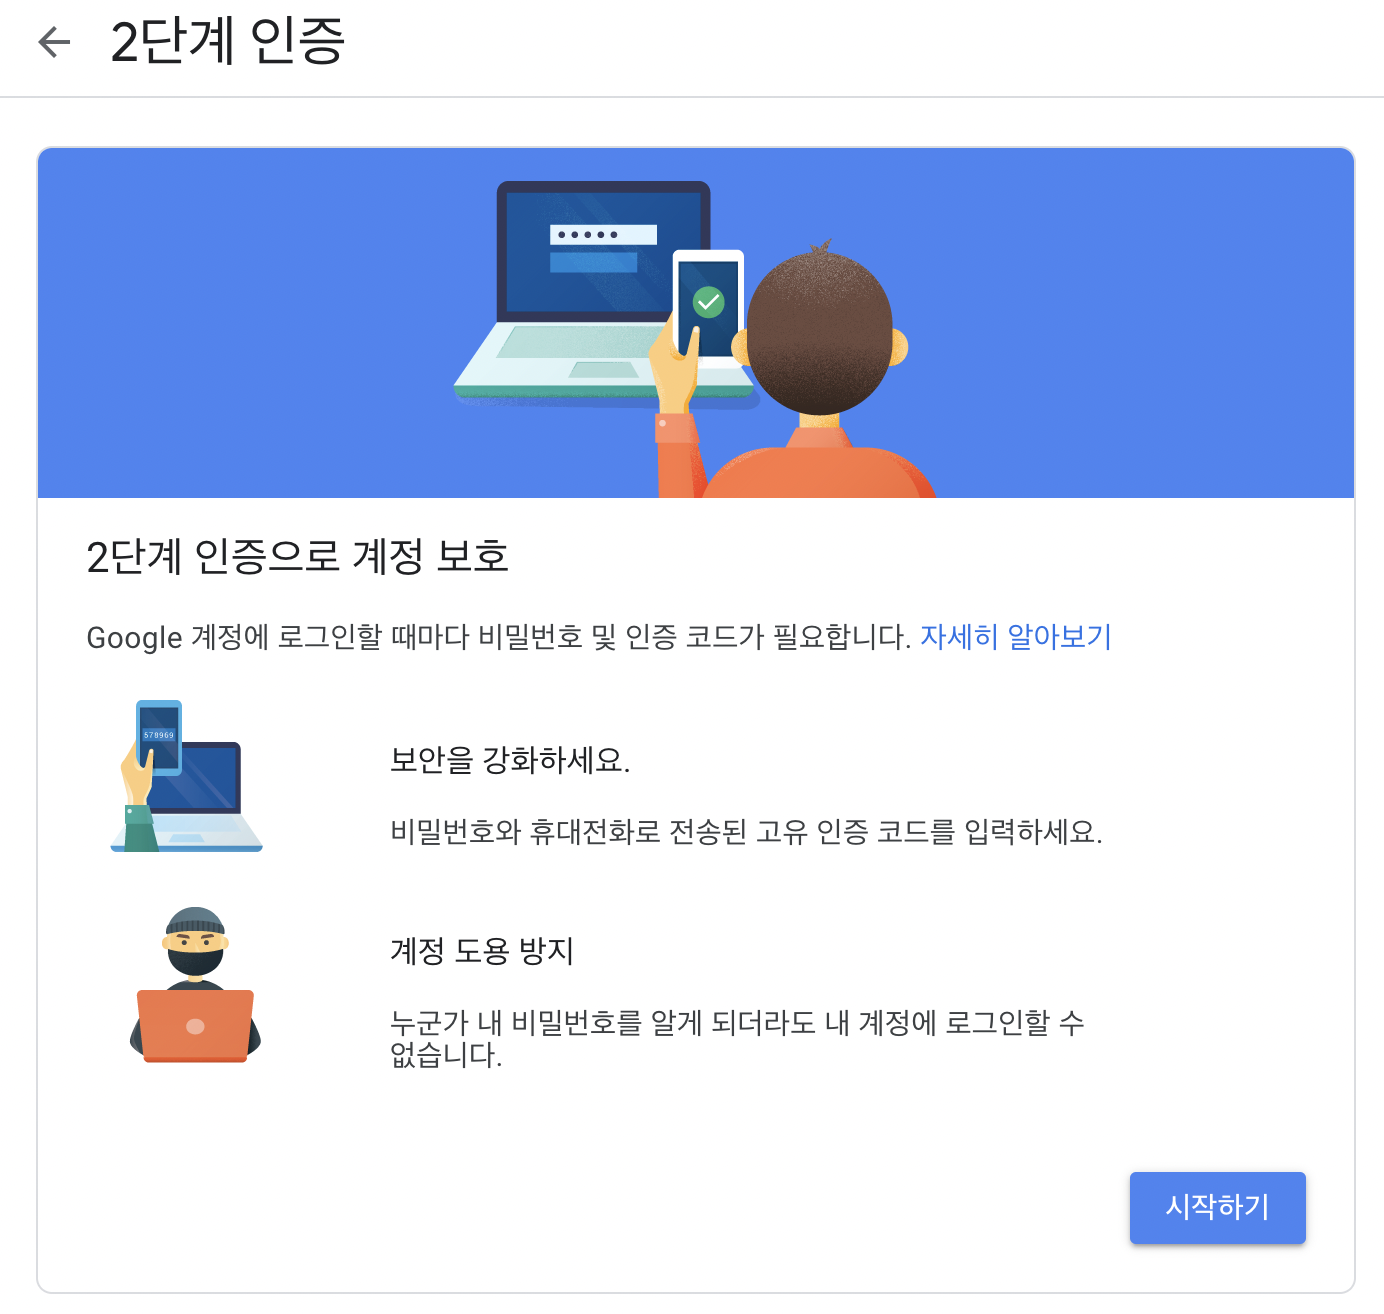 2단계 인증
2단계 인증으로 계정 보호
Google 계정에 로그인할 때마다 비밀번호 및 인증 코드가 필요합니다. 자세히 알아보기
578969
보안을 강화하세요.
비밀번호와 휴대전화로 전송된 고유 인증 코드를 입력하세요.
계정 도용 방지
누군가 내 비밀번호를 알게 되더라도 내 계정에 로그인할 수
없습니다.
시작하기